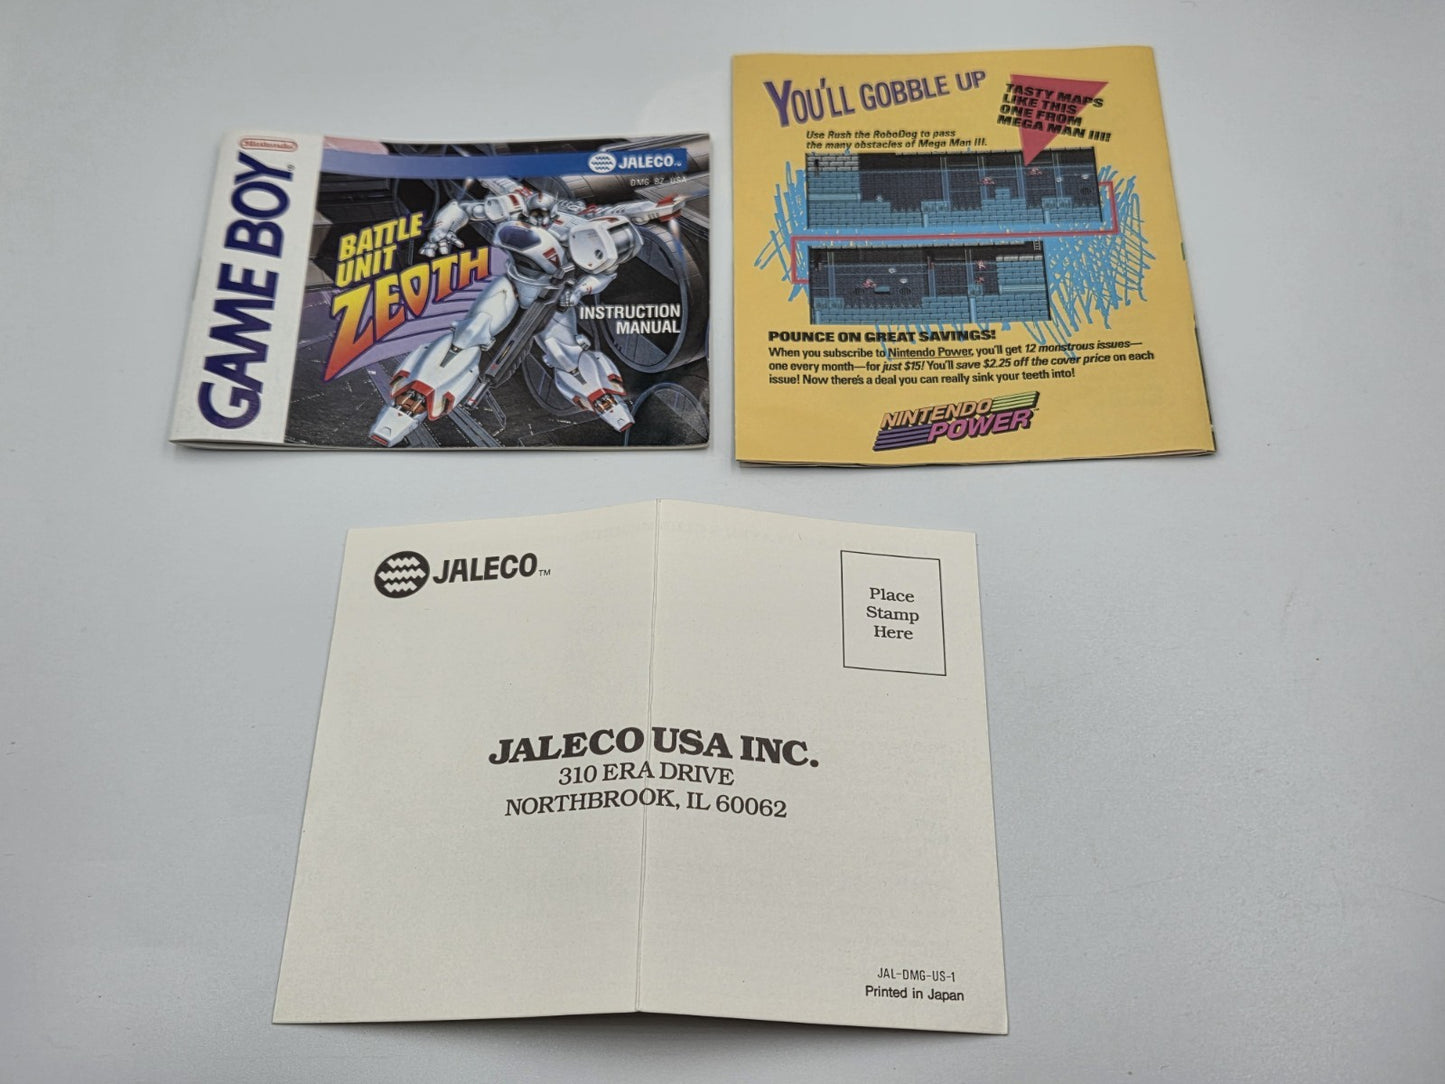 Nintendo
GAME BOY
JALECO
DMG-BZ-USA
BATTLE
UNIT
ZEOTH
INSTRUCTION
MANUAL
YOU'LL GOBBLE UP
TASTY MAPS
LIKE THIS
ONE FROM
MEGA MAN III!!
Use Rush the RoboDog to pass
the many obstacles of Mega Man III.
POUNCE ON GREAT SAVINGS!
When you subscribe to Nintendo Power, you'll get 12 monstrous issues—
one every month—for just $15! You'll save $2.25 off the cover price on each
issue! Now there's a deal you can really sink your teeth into!
NINTENDO
POWER
JALECO™
Place
Stamp
Here
JALECO USA INC.
310 ERA DRIVE
NORTHBROOK, IL 60062
JAL-DMG-US-1
Printed in Japan